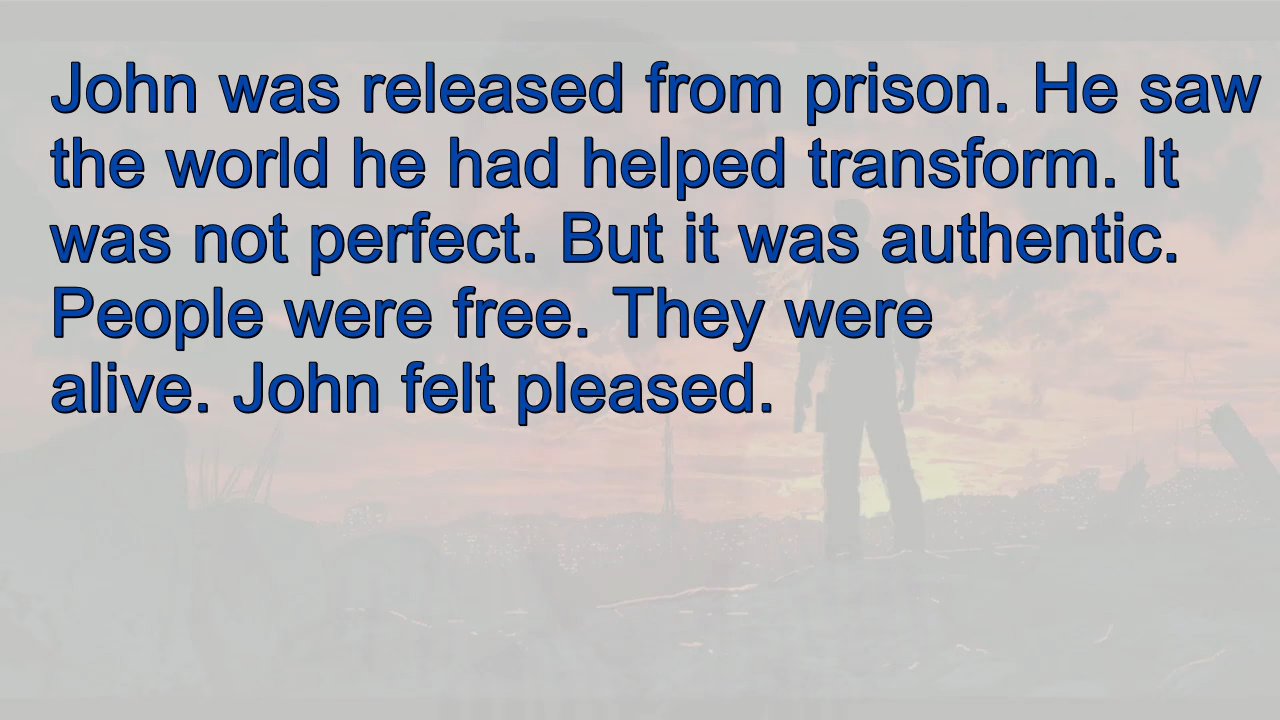 John was released from prison. He saw
the world he had helped transform. It
was not perfect. But it was authentic.
People were free. They were
alive. John felt pleased.